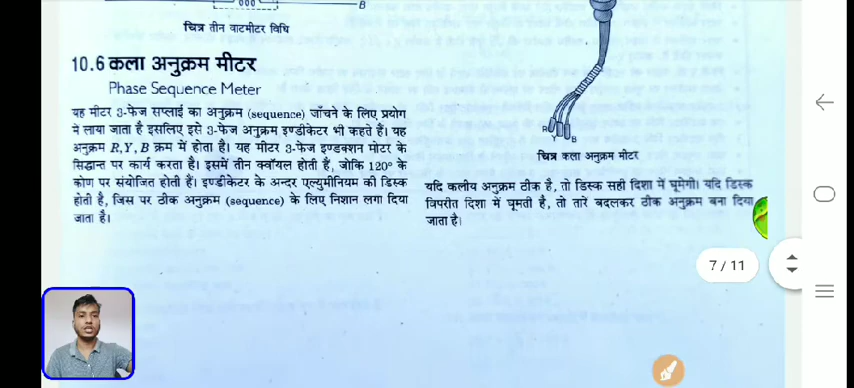 B
चित्र तीन वाटमीटर विधि
10.6 कला अनुक्रम मीटर
Phase Sequence Meter
यह मीटर 3-फेज सप्लाई का अनुक्रम (sequence) जाँचने के लिए प्रयोग
में लाया जाता है इसलिए इसे 3-फेज अनुक्रम इण्डीकेटर भी कहते हैं। यह
अनुक्रम R, Y, B क्रम में होता है। यह मीटर 3-फेज इण्डक्शन मोटर के
सिद्धान्त पर कार्य करता है। इसमें तीन क्वॉयल होती हैं, जोकि 120° के
कोण पर संयोजित होती हैं। इण्डीकेटर के अन्दर एल्युमीनियम की डिस्क
होती है, जिस पर ठीक अनुक्रम (sequence) के लिए निशान लगा दिया
जाता है।
R
Y
B
चित्र कला अनुक्रम मीटर
यदि कलीय अनुक्रम ठीक है, तो डिस्क सही दिशा में घूमेगी। यदि डिस्क
विपरीत दिशा में घूमती है, तो तारे बदलकर ठीक अनुक्रम बना दिया
जाता है।
7 / 11